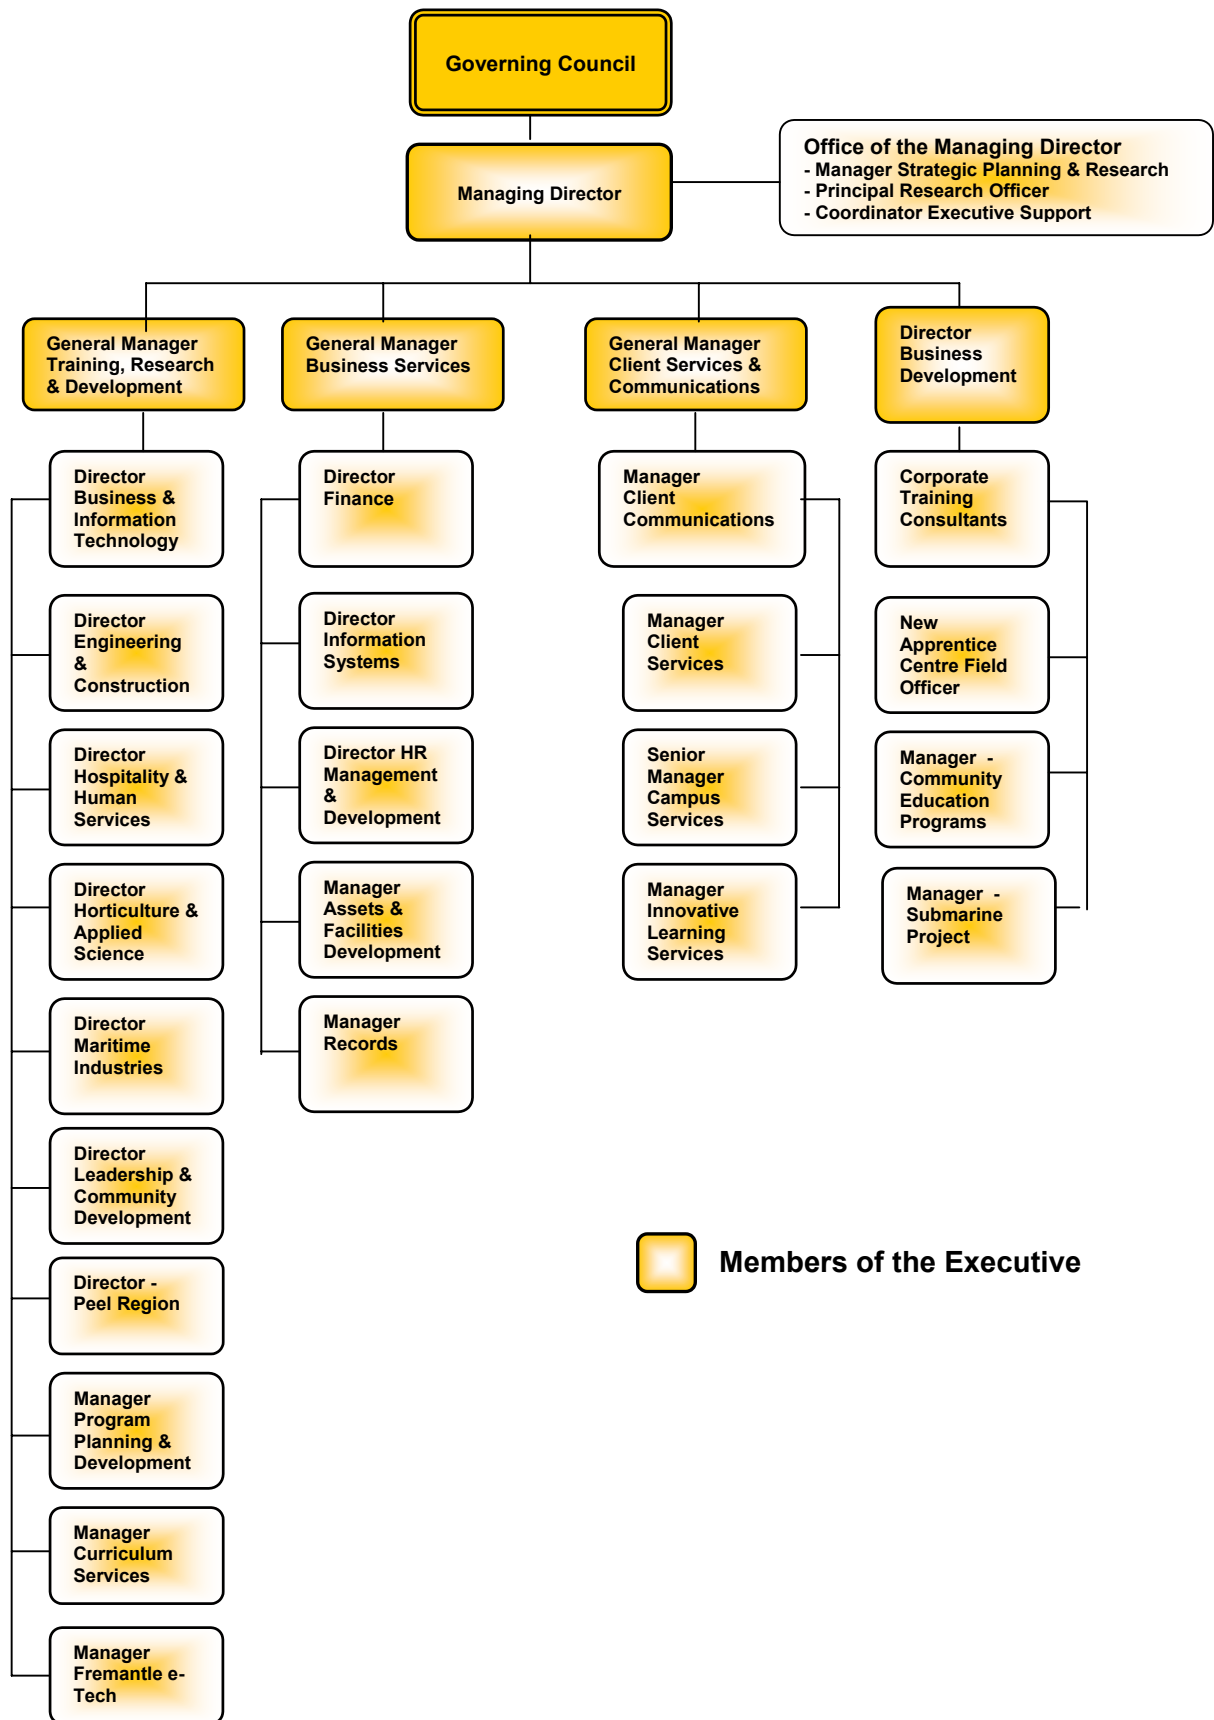 Governing Council
Managing Director
Office of the Managing Director
- Manager Strategic Planning & Research
- Principal Research Officer
- Coordinator Executive Support
General Manager
Training, Research
& Development
General Manager
Business Services
General Manager
Client Services &
Communications
Director
Business
Development
Director
Business &
Information
Technology
Director
Engineering
&
Construction
Director
Hospitality &
Human
Services
Director
Horticulture &
Applied
Science
Director
Maritime
Industries
Director
Leadership &
Community
Development
Director -
Peel Region
Manager
Program
Planning &
Development
Manager
Curriculum
Services
Manager
Fremantle e-
Tech
Director
Finance
Director
Information
Systems
Director HR
Management
&
Development
Manager
Assets &
Facilities
Development
Manager
Records
Manager
Client
Communications
Manager
Client
Services
Senior
Manager
Campus
Services
Manager
Innovative
Learning
Services
Corporate
Training
Consultants
New
Apprentice
Centre Field
Officer
Manager -
Community
Education
Programs
Manager -
Submarine
Project
Members of the Executive